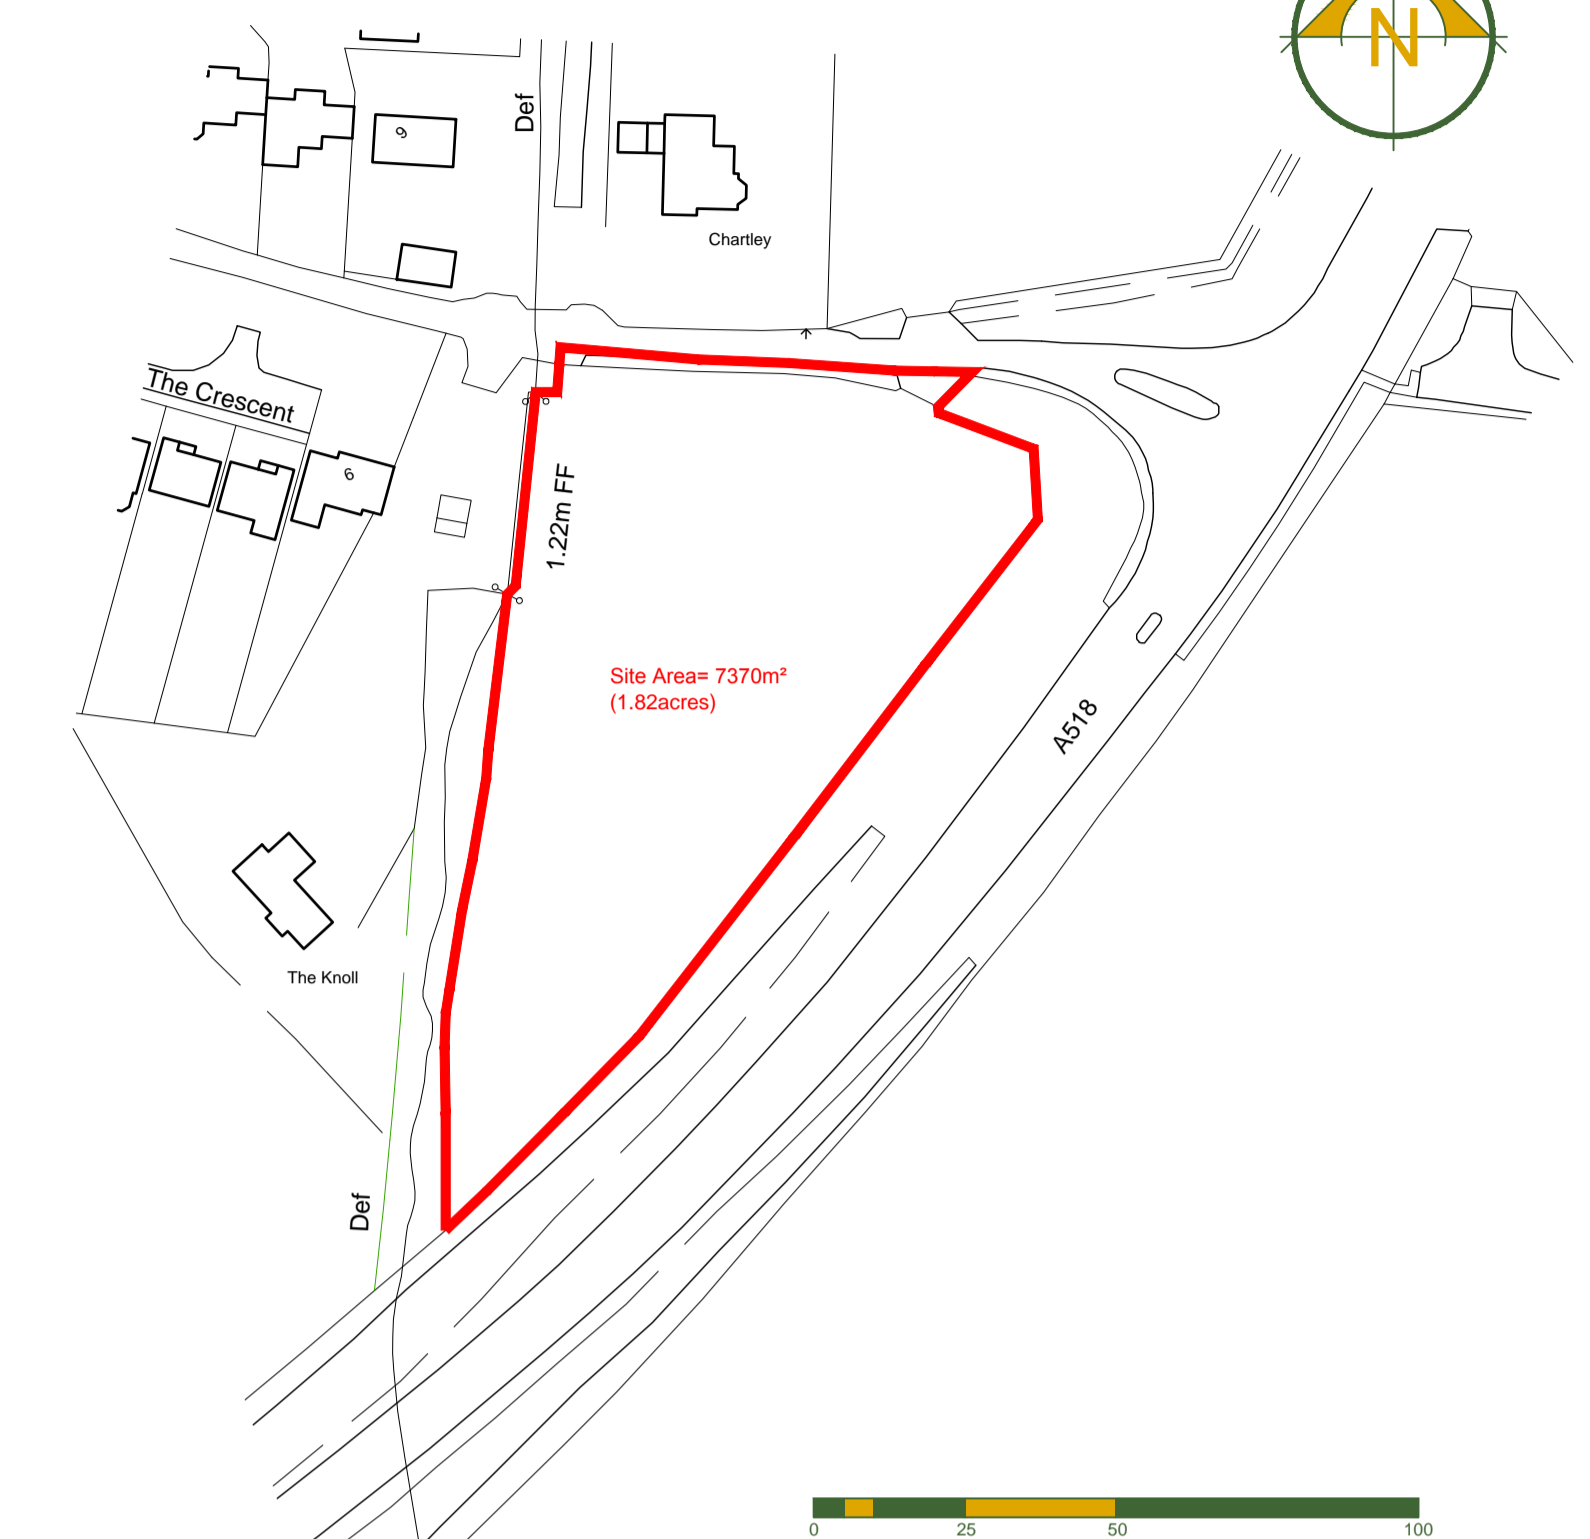 N
Def
9
Chartley
The Crescent
6
1.22m FF
Site Area= 7370m²
(1.82acres)
A518
The Knoll
Def
0 25 50 100